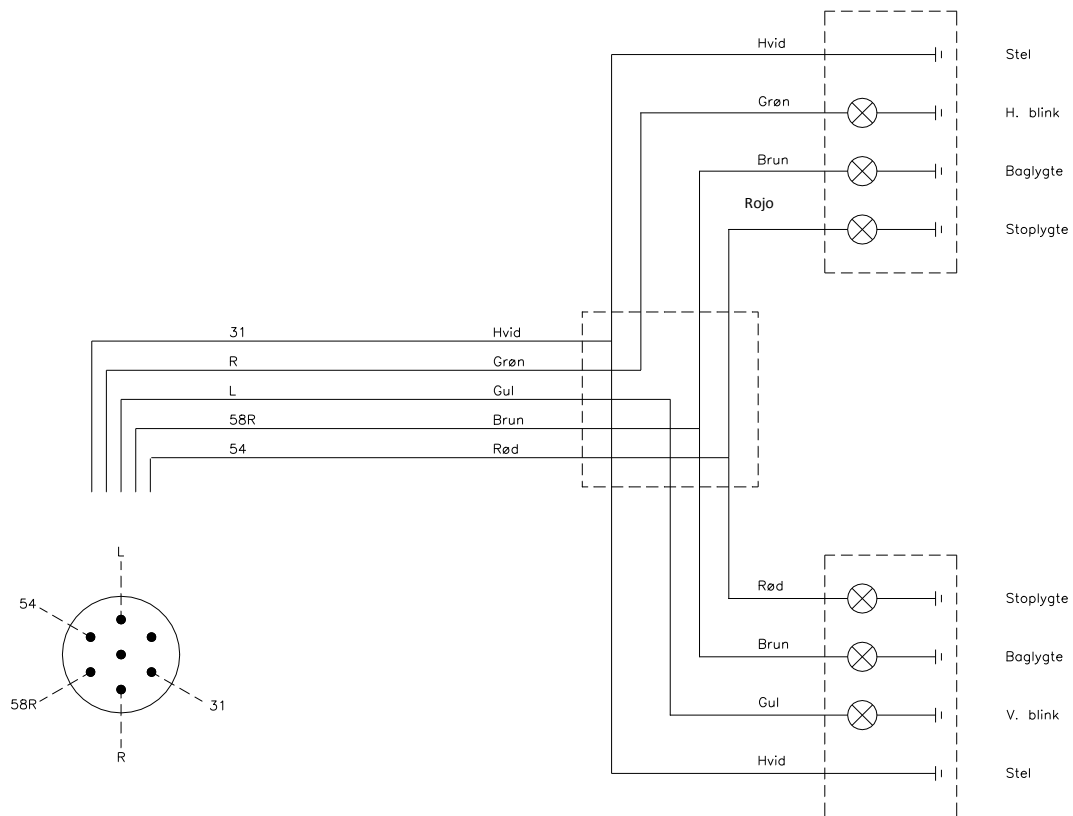 Hvid Stel
Grøn H. blink
Brun Baglygte
Rojo
Stoplygte
31 Hvid
R Grøn
L Gul
58R Brun
54 Rød
L
54
58R
31
R
Rød Stoplygte
Brun Baglygte
Gul V. blink
Hvid Stel